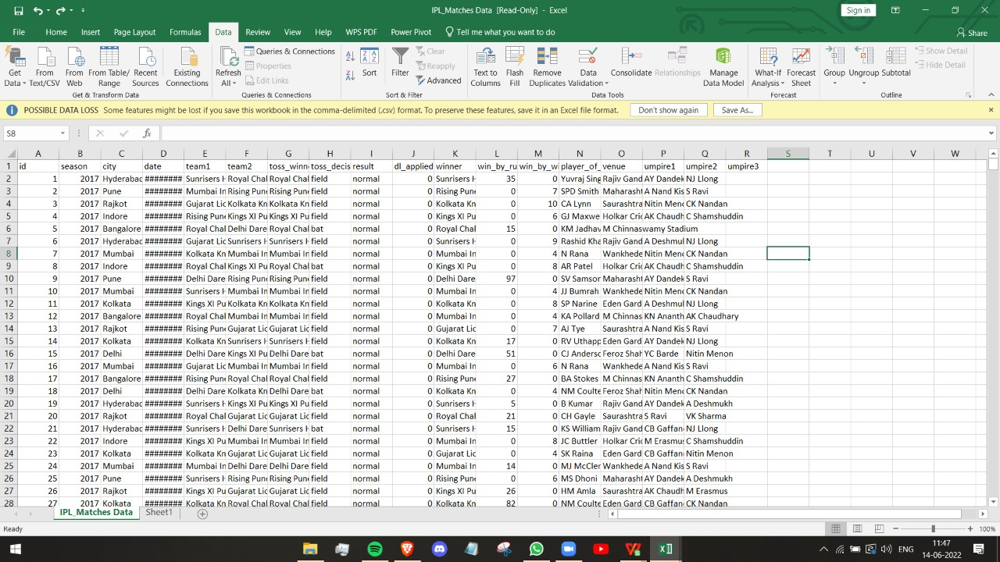 IPL_Matches Data [Read-Only] - Excel
Sign in
File Home Insert Page Layout Formulas Data Review View Help WPS PDF Power Pivot Tell me what you want to do
Share
Get Data
From Text/CSV
From Web
From Table/ Range
Recent Sources
Existing Connections
Refresh All
Queries & Connections
Properties
Edit Links
Sort
Filter
Clear
Reapply
Advanced
Text to Columns
Flash Fill
Remove Duplicates
Data Validation
Consolidate
Relationships
Manage Data Model
What-If Analysis
Forecast Sheet
Group
Ungroup
Subtotal
Show Detail
Hide Detail
Get & Transform Data Queries & Connections Sort & Filter Data Tools Forecast Outline
POSSIBLE DATA LOSS Some features might be lost if you save this workbook in the comma-delimited (.csv) format. To preserve these features, save it in an Excel file format. Don't show again Save As...
S8 fx
A B C D E F G H I J K L M N O P Q R S T U V W
1 id season city date team1 team2 toss_winn toss_decis result dl_applied winner win_by_ru win_by_wi player_of_ venue umpire1 umpire2 umpire3
2 1 2017 Hyderabad ######## Sunrisers H Royal Chal Royal Chal field normal 0 Sunrisers H 35 0 Yuvraj Sing Rajiv Gand AY Dandek NJ Llong
3 2 2017 Pune ######## Mumbai In Rising Pune Rising Pune field normal 0 Rising Pune 0 7 SPD Smith Maharasht A Nand Kis S Ravi
4 3 2017 Rajkot ######## Gujarat Lic Kolkata Kn Kolkata Kn field normal 0 Kolkata Kn 0 10 CA Lynn Saurashtra Nitin Meno CK Nandan
5 4 2017 Indore ######## Rising Pune Kings XI Pu Kings XI Pu field normal 0 Kings XI Pu 0 6 GJ Maxwe Holkar Cric AK Chaudh C Shamshuddin
6 5 2017 Bangalore ######## Royal Chal Delhi Dare Royal Chal bat normal 0 Royal Chal 15 0 KM Jadhav M Chinnaswamy Stadium
7 6 2017 Hyderabad ######## Gujarat Lic Sunrisers H Sunrisers H field normal 0 Sunrisers H 0 9 Rashid Kha Rajiv Gand A Deshmul NJ Llong
8 7 2017 Mumbai ######## Kolkata Kn Mumbai In Mumbai In field normal 0 Mumbai In 0 4 N Rana Wankhede Nitin Meno CK Nandan
9 8 2017 Indore ######## Royal Chal Kings XI Pu Royal Chal bat normal 0 Kings XI Pu 0 8 AR Patel Holkar Cric AK Chaudh C Shamshuddin
10 9 2017 Pune ######## Delhi Dare Rising Pune Rising Pune field normal 0 Delhi Dare 97 0 SV Samson Maharasht AY Dandek S Ravi
11 10 2017 Mumbai ######## Sunrisers H Mumbai In Mumbai In field normal 0 Mumbai In 0 4 JJ Bumrah Wankhede Nitin Meno CK Nandan
12 11 2017 Kolkata ######## Kings XI Pu Kolkata Kn Kolkata Kn field normal 0 Kolkata Kn 0 8 SP Narine Eden Gard A Deshmul NJ Llong
13 12 2017 Bangalore ######## Royal Chal Mumbai In Mumbai In field normal 0 Mumbai In 0 4 KA Pollard M Chinnas KN Ananth AK Chaudhary
14 13 2017 Rajkot ######## Rising Pune Gujarat Lic Gujarat Lic field normal 0 Gujarat Lic 0 7 AJ Tye Saurashtra A Nand Kis S Ravi
15 14 2017 Kolkata ######## Kolkata Kn Sunrisers H Sunrisers H field normal 0 Kolkata Kn 17 0 RV Uthapp Eden Gard AY Dandek NJ Llong
16 15 2017 Delhi ######## Delhi Dare Kings XI Pu Delhi Dare bat normal 0 Delhi Dare 51 0 CJ Anderso Feroz Shah YC Barde Nitin Menon
17 16 2017 Mumbai ######## Gujarat Lic Mumbai In Mumbai In field normal 0 Mumbai In 0 6 N Rana Wankhede A Nand Kis S Ravi
18 17 2017 Bangalore ######## Rising Pune Royal Chal Royal Chal field normal 0 Rising Pune 27 0 BA Stokes M Chinnas KN Ananth C Shamshuddin
19 18 2017 Delhi ######## Delhi Dare Kolkata Kn Delhi Dare bat normal 0 Kolkata Kn 0 4 NM Coulte Feroz Shah Nitin Meno CK Nandan
20 19 2017 Hyderabad ######## Sunrisers H Kings XI Pu Kings XI Pu field normal 0 Sunrisers H 5 0 B Kumar Rajiv Gand AY Dandek A Deshmukh
21 20 2017 Rajkot ######## Royal Chal Gujarat Lic Gujarat Lic field normal 0 Royal Chal 21 0 CH Gayle Saurashtra S Ravi VK Sharma
22 21 2017 Hyderabad ######## Sunrisers H Delhi Dare Sunrisers H bat normal 0 Sunrisers H 15 0 KS William Rajiv Gand CB Gaffan NJ Llong
23 22 2017 Indore ######## Kings XI Pu Mumbai In Mumbai In field normal 0 Mumbai In 0 8 JC Buttler Holkar Cric M Erasmus C Shamshuddin
24 23 2017 Kolkata ######## Kolkata Kn Gujarat Lic Gujarat Lic field normal 0 Gujarat Lic 0 4 SK Raina Eden Gard CB Gaffan Nitin Menon
25 24 2017 Mumbai ######## Mumbai In Delhi Dare Delhi Dare field normal 0 Mumbai In 14 0 MJ McCler Wankhede A Nand Kis S Ravi
26 25 2017 Pune ######## Sunrisers H Rising Pune Rising Pune field normal 0 Rising Pune 0 6 MS Dhoni Maharasht AY Dandek A Deshmukh
27 26 2017 Rajkot ######## Kings XI Pu Gujarat Lic Gujarat Lic field normal 0 Kings XI Pu 26 0 HM Amla Saurashtra AK Chaudh M Erasmus
28 27 2017 Kolkata ######## Kolkata Kn Royal Chal Royal Chal field normal 0 Kolkata Kn 82 0 NM Coulte Eden Gard CB Gaffan CK Nandan
IPL_Matches Data Sheet1
Ready 100%
ENG 11:47
14-06-2022